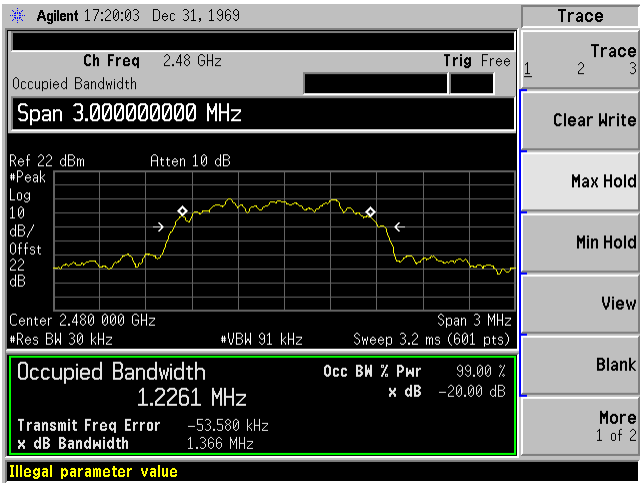 Agilent 17:20:03 Dec 31, 1969
Trace
Ch Freq 2.48 GHz Trig Free
Occupied Bandwidth
Span 3.000000000 MHz
Ref 22 dBm Atten 10 dB
#Peak
Log
10
dB/
Offst
22
dB
Center 2.480 000 GHz Span 3 MHz
#Res BW 30 kHz #VBW 91 kHz Sweep 3.2 ms (601 pts)
Occupied Bandwidth
1.2261 MHz
Occ BW % Pwr 99.00 %
x dB -20.00 dB
Transmit Freq Error -53.580 kHz
x dB Bandwidth 1.366 MHz
Illegal parameter value
Trace
1 2 3
Clear Write
Max Hold
Min Hold
View
Blank
More
1 of 2